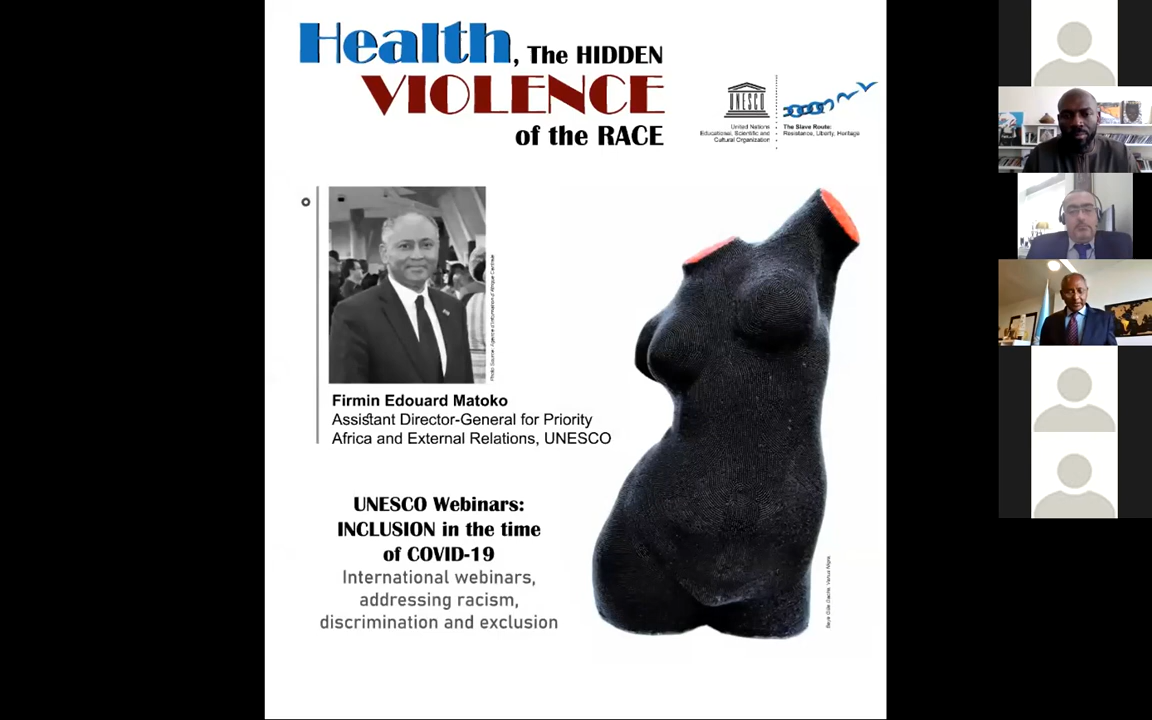 Health, The HIDDEN
VIOLENCE
of the RACE
UNESCO
United Nations
Educational, Scientific and
Cultural Organization
The Slave Route:
Resistance, Liberty, Heritage
Firmin Edouard Matoko
Assistant Director-General for Priority
Africa and External Relations, UNESCO
UNESCO Webinars:
INCLUSION in the time
of COVID-19
International webinars,
addressing racism,
discrimination and exclusion